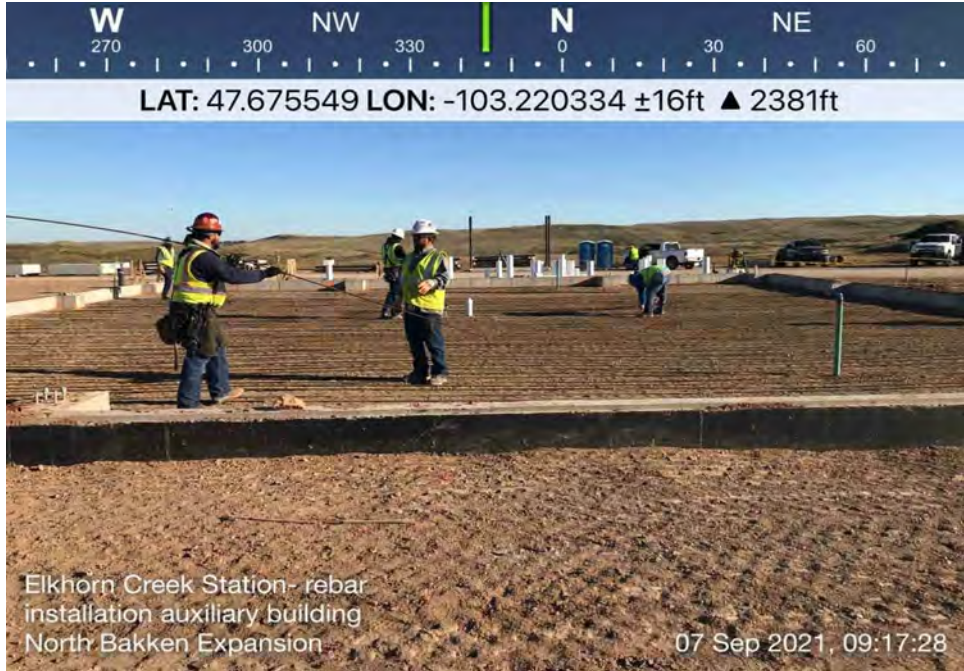 W NW N NE
270 300 330 0 30 60
LAT: 47.675549 LON: -103.220334 ±16ft ▲ 2381ft
Elkhorn Creek Station- rebar
installation auxiliary building
North Bakken Expansion
07 Sep 2021, 09:17:28